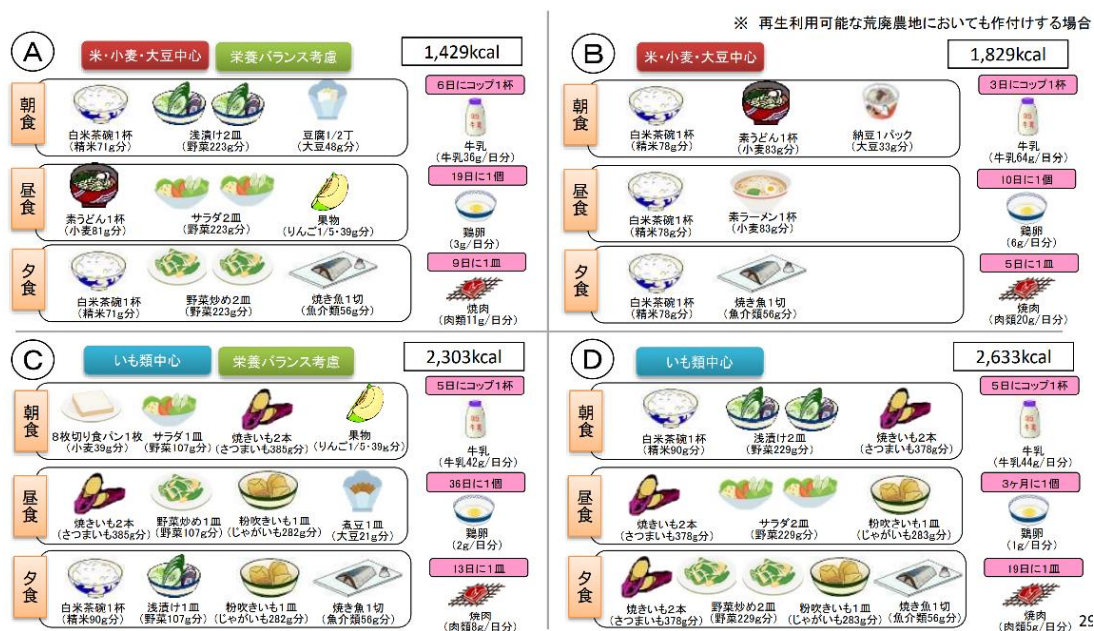 ※ 再生利用可能な荒廃農地においても作付けする場合
A
米・小麦・大豆中心
栄養バランス考慮
1,429kcal
朝食
白米茶碗1杯
(精米71g分)
浅漬け2皿
(野菜223g分)
豆腐1/2丁
(大豆48g分)
昼食
素うどん1杯
(小麦81g分)
サラダ2皿
(野菜223g分)
果物
(りんご1/5・39g分)
夕食
白米茶碗1杯
(精米71g分)
野菜炒め2皿
(野菜223g分)
焼き魚1切
(魚介類56g分)
6日にコップ1杯
牛乳
(牛乳36g/日分)
19日に1個
鶏卵
(3g/日分)
9日に1皿
焼肉
(肉類11g/日分)
B
米・小麦・大豆中心
1,829kcal
朝食
白米茶碗1杯
(精米78g分)
素うどん1杯
(小麦83g分)
納豆1パック
(大豆33g分)
昼食
白米茶碗1杯
(精米78g分)
素ラーメン1杯
(小麦83g分)
夕食
白米茶碗1杯
(精米78g分)
焼き魚1切
(魚介類56g分)
3日にコップ1杯
牛乳
(牛乳64g/日分)
10日に1個
鶏卵
(6g/日分)
5日に1皿
焼肉
(肉類20g/日分)
C
いも類中心
栄養バランス考慮
2,303kcal
朝食
8枚切り食パン1枚
(小麦39g分)
サラダ1皿
(野菜107g分)
焼きいも2本
(さつまいも385g分)
果物
(りんご1/5・39g分)
昼食
焼きいも2本
(さつまいも385g分)
野菜炒め1皿
(野菜107g分)
粉吹きいも1皿
(じゃがいも282g分)
煮豆1皿
(大豆21g分)
夕食
白米茶碗1杯
(精米90g分)
浅漬け1皿
(野菜107g分)
粉吹きいも1皿
(じゃがいも282g分)
焼き魚1切
(魚介類56g分)
5日にコップ1杯
牛乳
(牛乳42g/日分)
36日に1個
鶏卵
(2g/日分)
13日に1皿
焼肉
(肉類8g/日分)
D
いも類中心
2,633kcal
朝食
白米茶碗1杯
(精米90g分)
浅漬け2皿
(野菜229g分)
焼きいも2本
(さつまいも378g分)
昼食
焼きいも2本
(さつまいも378g分)
サラダ2皿
(野菜229g分)
粉吹きいも1皿
(じゃがいも283g分)
夕食
焼きいも2本
(さつまいも378g分)
野菜炒め2皿
(野菜229g分)
粉吹きいも1皿
(じゃがいも283g分)
焼き魚1切
(魚介類56g分)
5日にコップ1杯
牛乳
(牛乳44g/日分)
3ヶ月に1個
鶏卵
(1g/日分)
19日に1皿
焼肉
(肉類5g/日分)
29